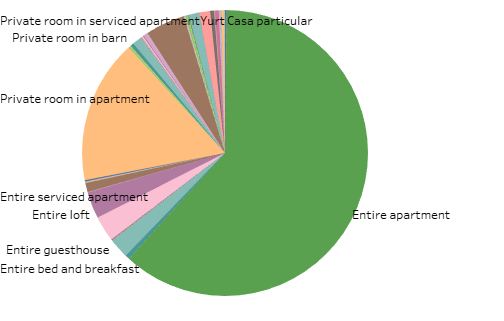 Private room in serviced apartment Yurt Casa particular
Private room in barn
Private room in apartment
Entire serviced apartment
Entire loft
Entire apartment
Entire guesthouse
Entire bed and breakfast